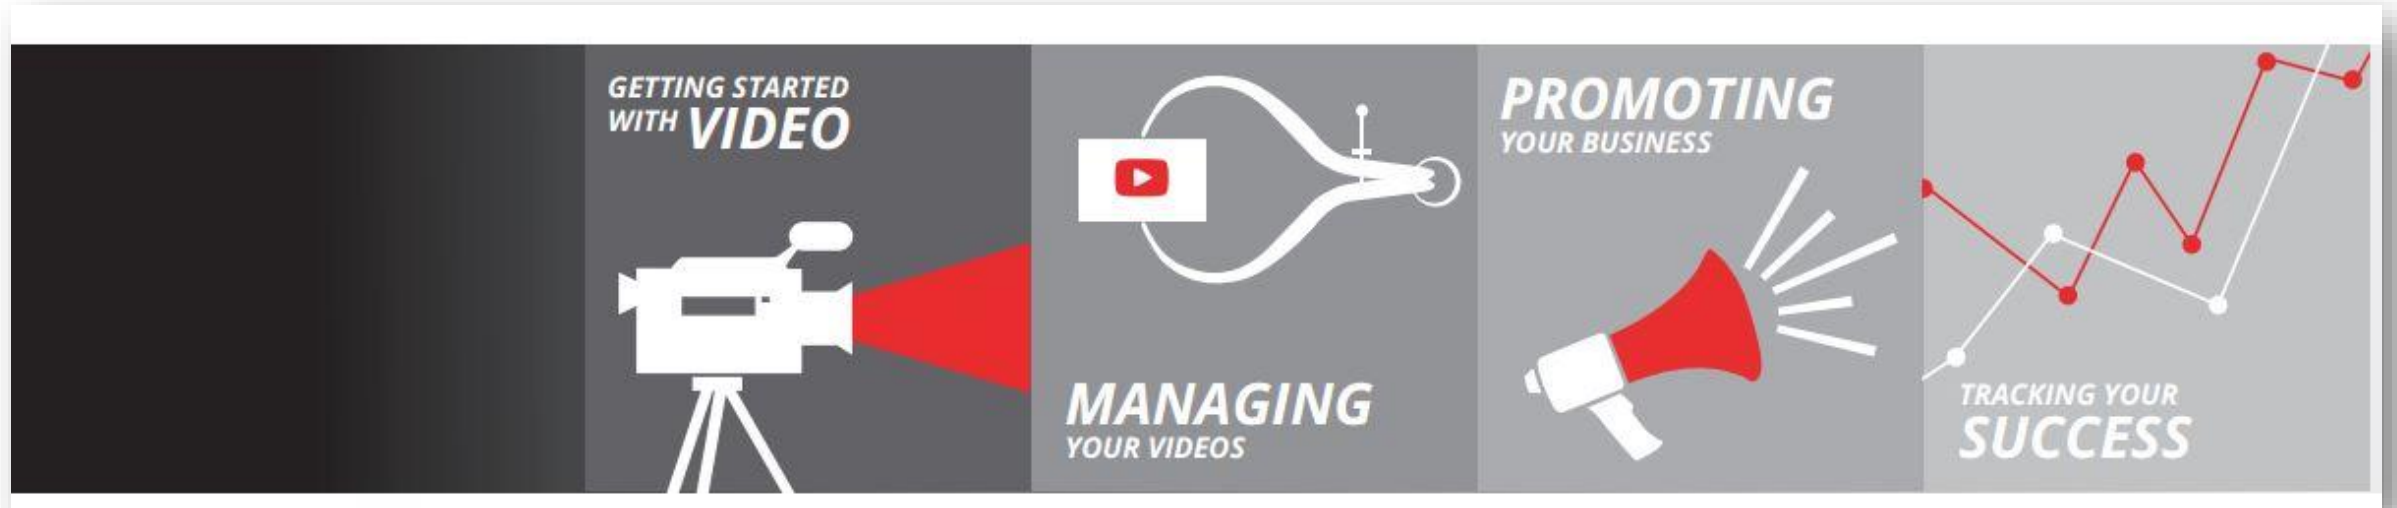 GETTING STARTED
WITH VIDEO
MANAGING
YOUR VIDEOS
PROMOTING
YOUR BUSINESS
TRACKING YOUR
SUCCESS